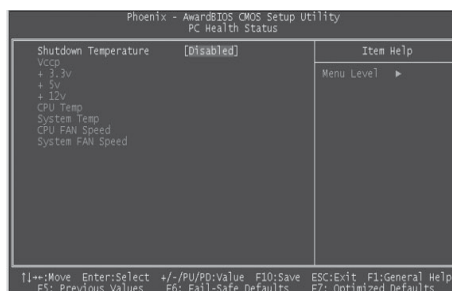 Phoenix - AwardBIOS CMOS Setup Utility
PC Health Status
Shutdown Temperature [Disabled] Item Help
Vccp
+ 3.3v Menu Level ►
+ 5v
+ 12v
CPU Temp
System Temp
CPU FAN Speed
System FAN Speed
↑↓→←:Move Enter:Select +/-/PU/PD:Value F10:Save ESC:Exit F1:General Help
F5: Previous Values F6: Fail-Safe Defaults F7: Optimized Defaults